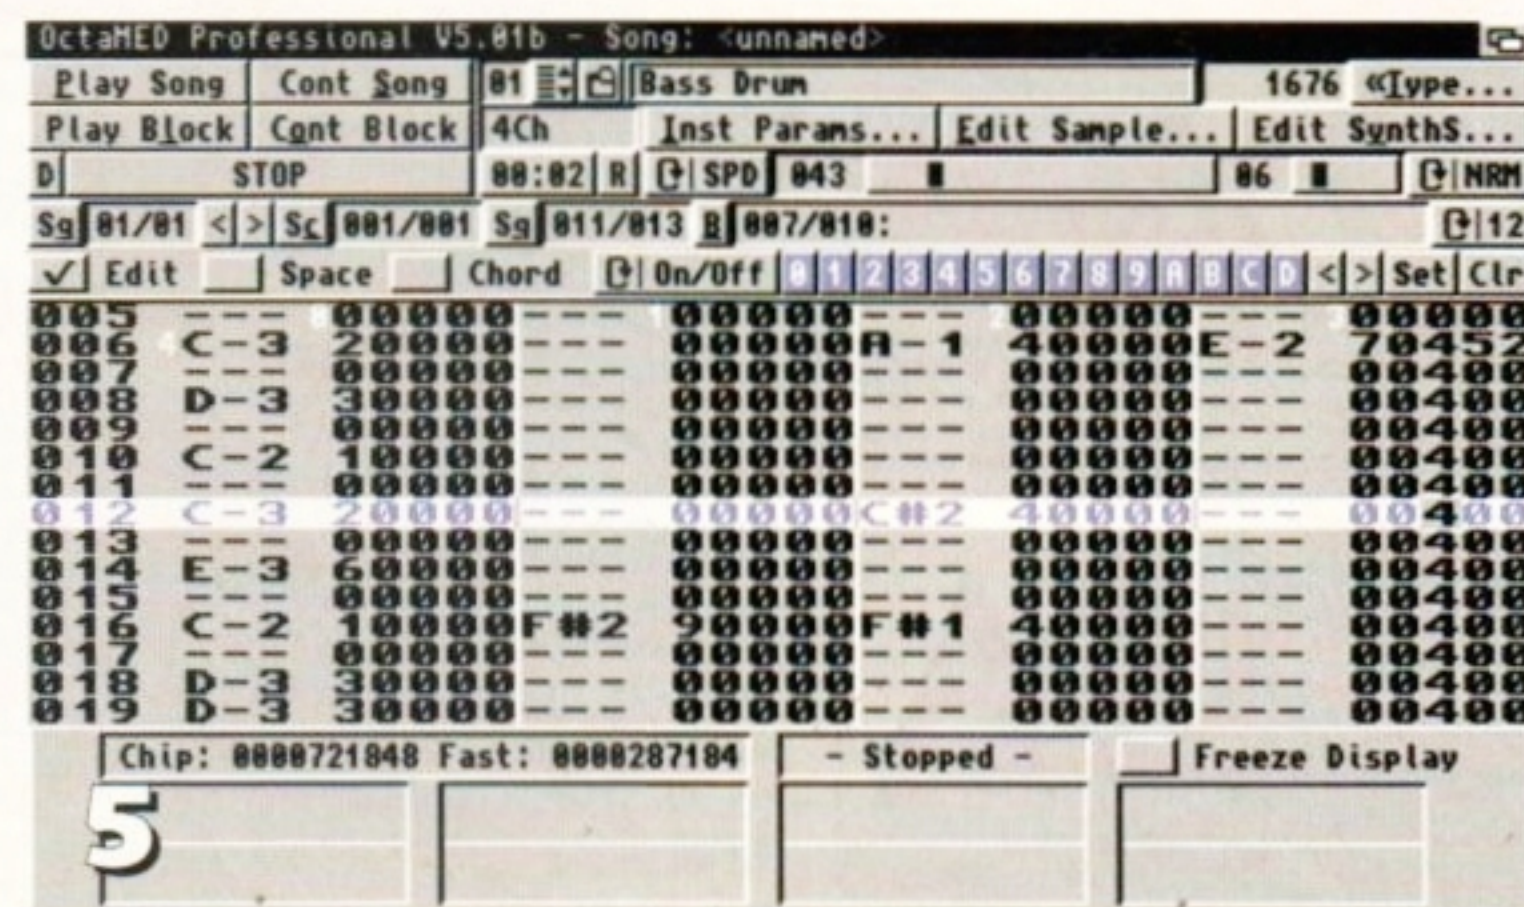 OctaMED Professional V5.01b - Song: <unnamed>
Play Song Cont Song 01 Bass Drum 1676 «Type...
Play Block Cont Block 4Ch Inst Params... Edit Sample... Edit SynthS...
D STOP 00:02 R SPD 043 06 NRM
Sg 01/01 < > Sc 001/001 Sg 011/013 B 007/010: 12
✓ Edit Space Chord On/Off 0 1 2 3 4 5 6 7 8 9 A B C D < > Set Clr
005 --- 00000 --- 00000 --- 00000 --- 00000
006 C-3 20000 --- 00000 A-1 40000 E-2 70452
007 --- 00000 --- 00000 --- 00000 --- 00400
008 D-3 30000 --- 00000 --- 00000 --- 00400
009 --- 00000 --- 00000 --- 00000 --- 00400
010 C-2 10000 --- 00000 --- 00000 --- 00400
011 --- 00000 --- 00000 --- 00000 --- 00400
012 C-3 20000 --- 00000 C#2 40000 --- 00400
013 --- 00000 --- 00000 --- 00000 --- 00400
014 E-3 60000 --- 00000 --- 00000 --- 00400
015 --- 00000 --- 00000 --- 00000 --- 00400
016 C-2 10000 F#2 90000 F#1 40000 --- 00400
017 --- 00000 --- 00000 --- 00000 --- 00400
018 D-3 30000 --- 00000 --- 00000 --- 00400
019 D-3 30000 --- 00000 --- 00000 --- 00400
Chip: 0000721848 Fast: 0000287184 - Stopped - Freeze Display
5